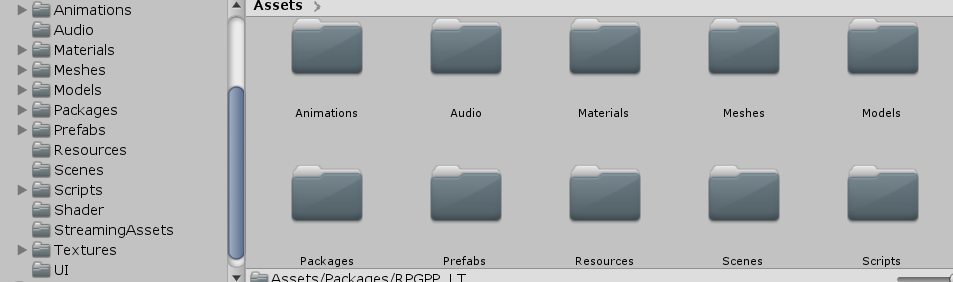 Animations
Audio
Materials
Meshes
Models
Packages
Prefabs
Resources
Scenes
Scripts
Shader
StreamingAssets
Textures
UI
Assets
Animations Audio Materials Meshes Models
Packages Prefabs Resources Scenes Scripts
Assets/Packages/RPGPP_LT